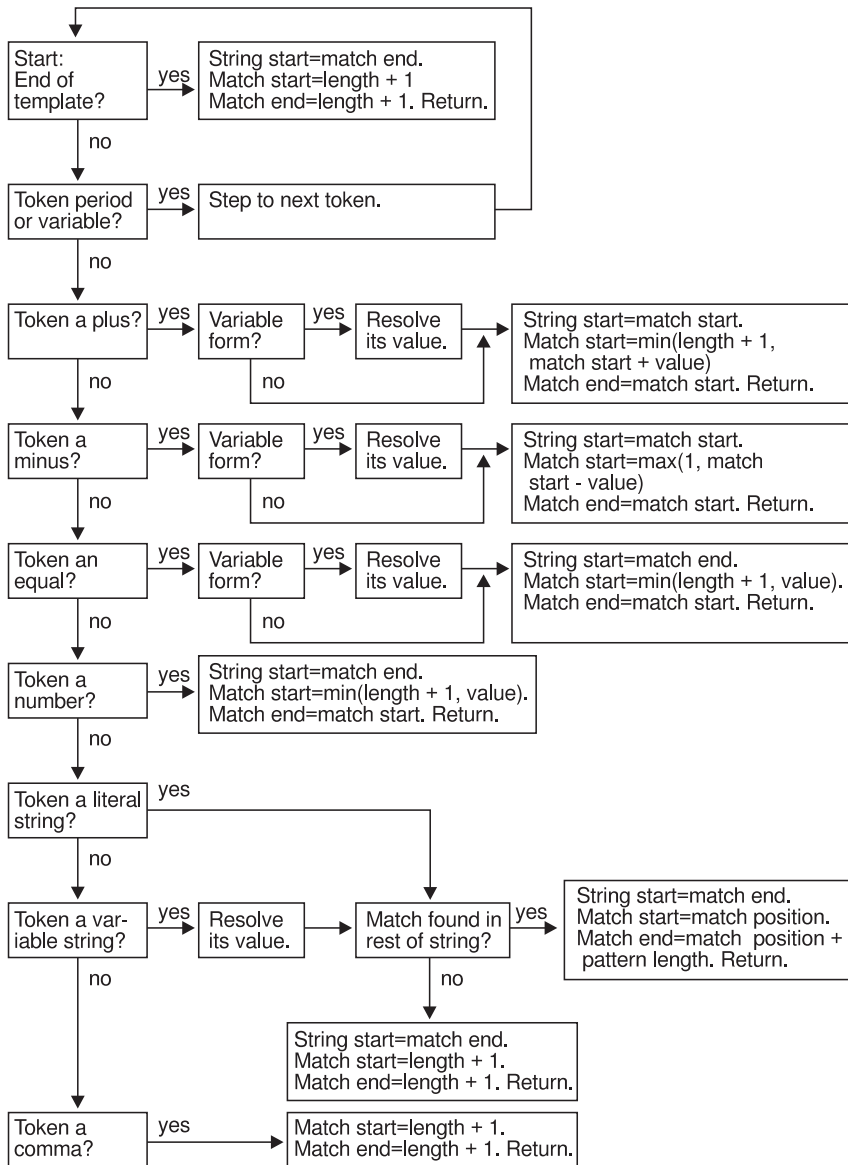 Start:
End of
template?
yes
String start=match end.
Match start=length + 1
Match end=length + 1. Return.
no
Token period
or variable?
yes
Step to next token.
no
Token a plus?
yes
Variable
form?
yes
Resolve
its value.
String start=match start.
Match start=min(length + 1,
match start + value)
Match end=match start. Return.
no
no
Token a
minus?
yes
Variable
form?
yes
Resolve
its value.
String start=match start.
Match start=max(1, match
start - value)
Match end=match start. Return.
no
no
Token an
equal?
yes
Variable
form?
yes
Resolve
its value.
String start=match end.
Match start=min(length + 1, value).
Match end=match start. Return.
no
no
Token a
number?
yes
String start=match end.
Match start=min(length + 1, value).
Match end=match start. Return.
no
Token a literal
string?
yes
no
Token a var-
iable string?
yes
Resolve
its value.
Match found in
rest of string?
yes
String start=match end.
Match start=match position.
Match end=match position +
pattern length. Return.
no
no
String start=match end.
Match start=length + 1.
Match end=length + 1. Return.
Token a
comma?
yes
Match start=length + 1.
Match end=length + 1. Return.